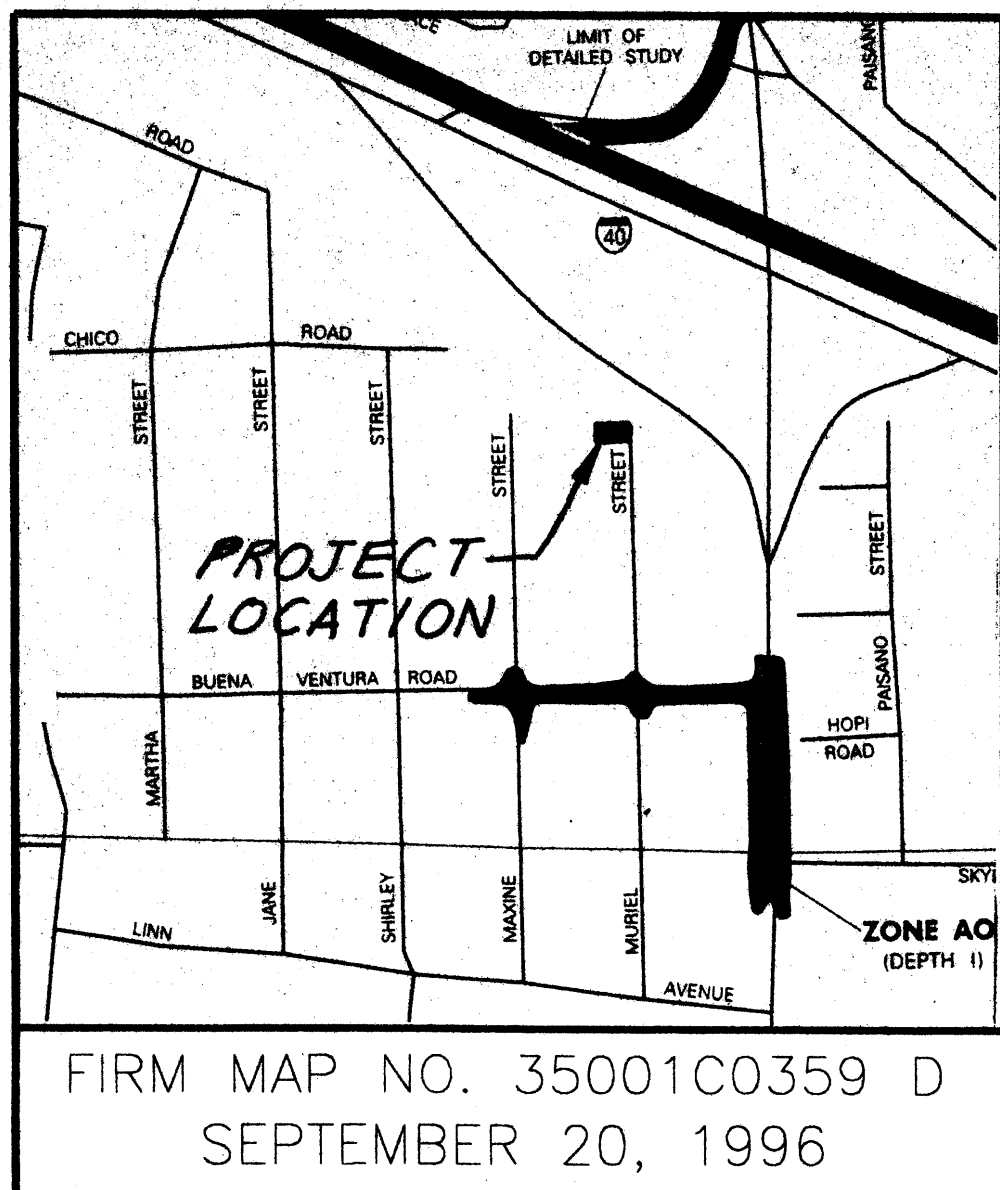 LIMIT OF
DETAILED STUDY
ROAD
40
CHICO ROAD
STREET
STREET
STREET
STREET
STREET
STREET
PROJECT
LOCATION
BUENA VENTURA ROAD
PAISANO
HOPI
ROAD
MARTHA
JANE
SHIRLEY
MAXINE
MURIEL
LINN
AVENUE
ZONE AO
(DEPTH 1)
FIRM MAP NO. 35001C0359 D
SEPTEMBER 20, 1996